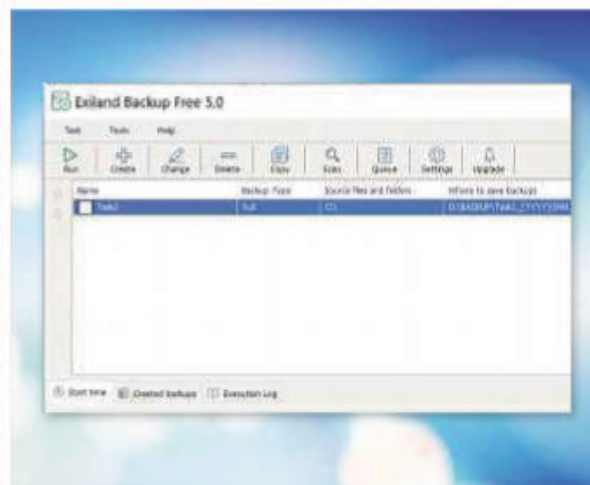 Exiland Backup Free 5.0
Task Tools Help
Run Create Change Delete Copy Scan Queue Settings Upgrade
Name Backup Type Source files and folders Where to save backups
Task1 Full
Start time Created backups Execution Log